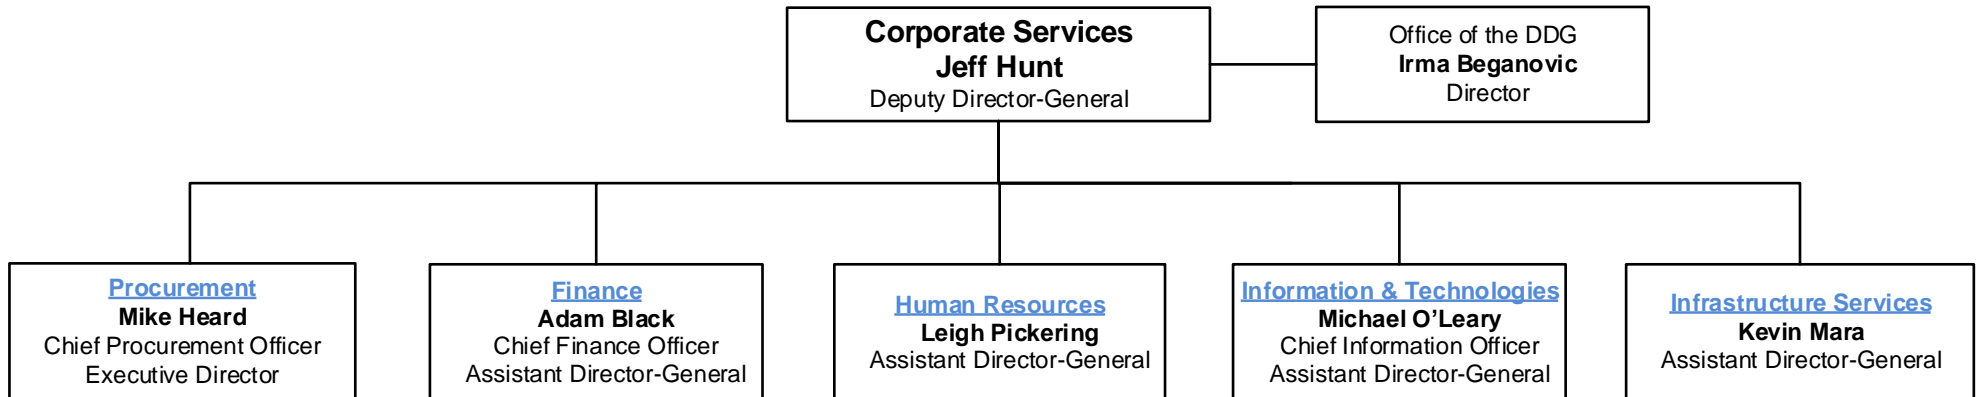 Corporate Services
Jeff Hunt
Deputy Director-General
Office of the DDG
Irma Beganovic
Director
Procurement
Mike Heard
Chief Procurement Officer
Executive Director
Finance
Adam Black
Chief Finance Officer
Assistant Director-General
Human Resources
Leigh Pickering
Assistant Director-General
Information & Technologies
Michael O’Leary
Chief Information Officer
Assistant Director-General
Infrastructure Services
Kevin Mara
Assistant Director-General